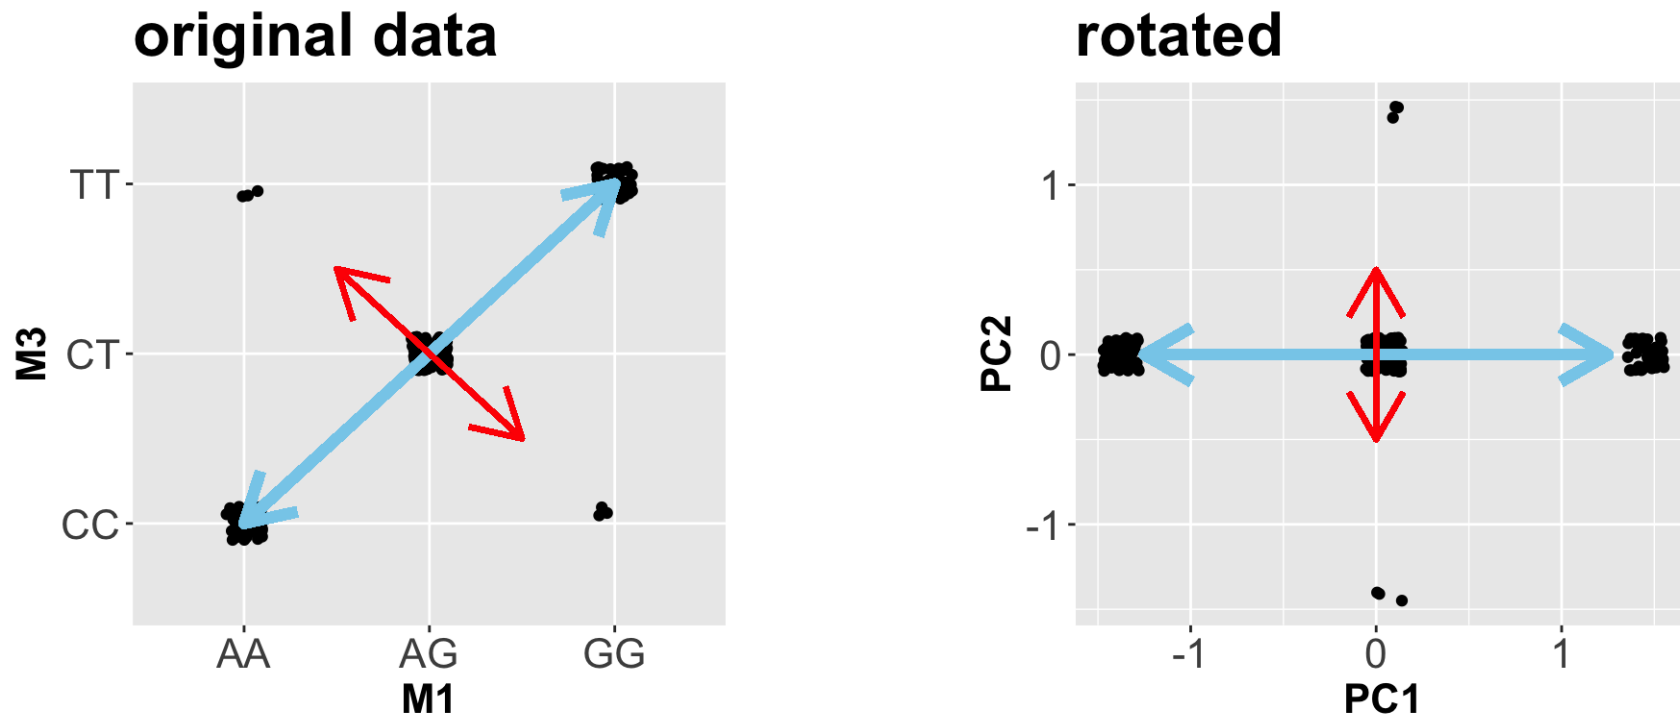 original data
TT
CT
CC
M3
AA AG GG
M1
rotated
1
0
-1
PC2
-1 0 1
PC1